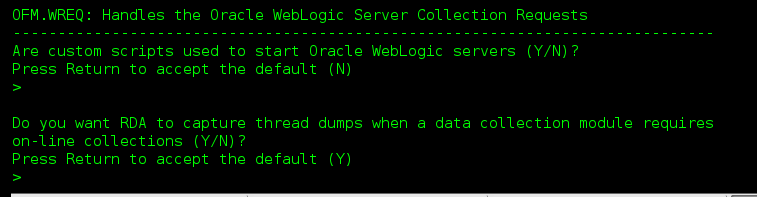 OFM.WREQ: Handles the Oracle WebLogic Server Collection Requests
------------------------------------------------------------------------------
Are custom scripts used to start Oracle WebLogic servers (Y/N)?
Press Return to accept the default (N)
>
Do you want RDA to capture thread dumps when a data collection module requires
on-line collections (Y/N)?
Press Return to accept the default (Y)
>